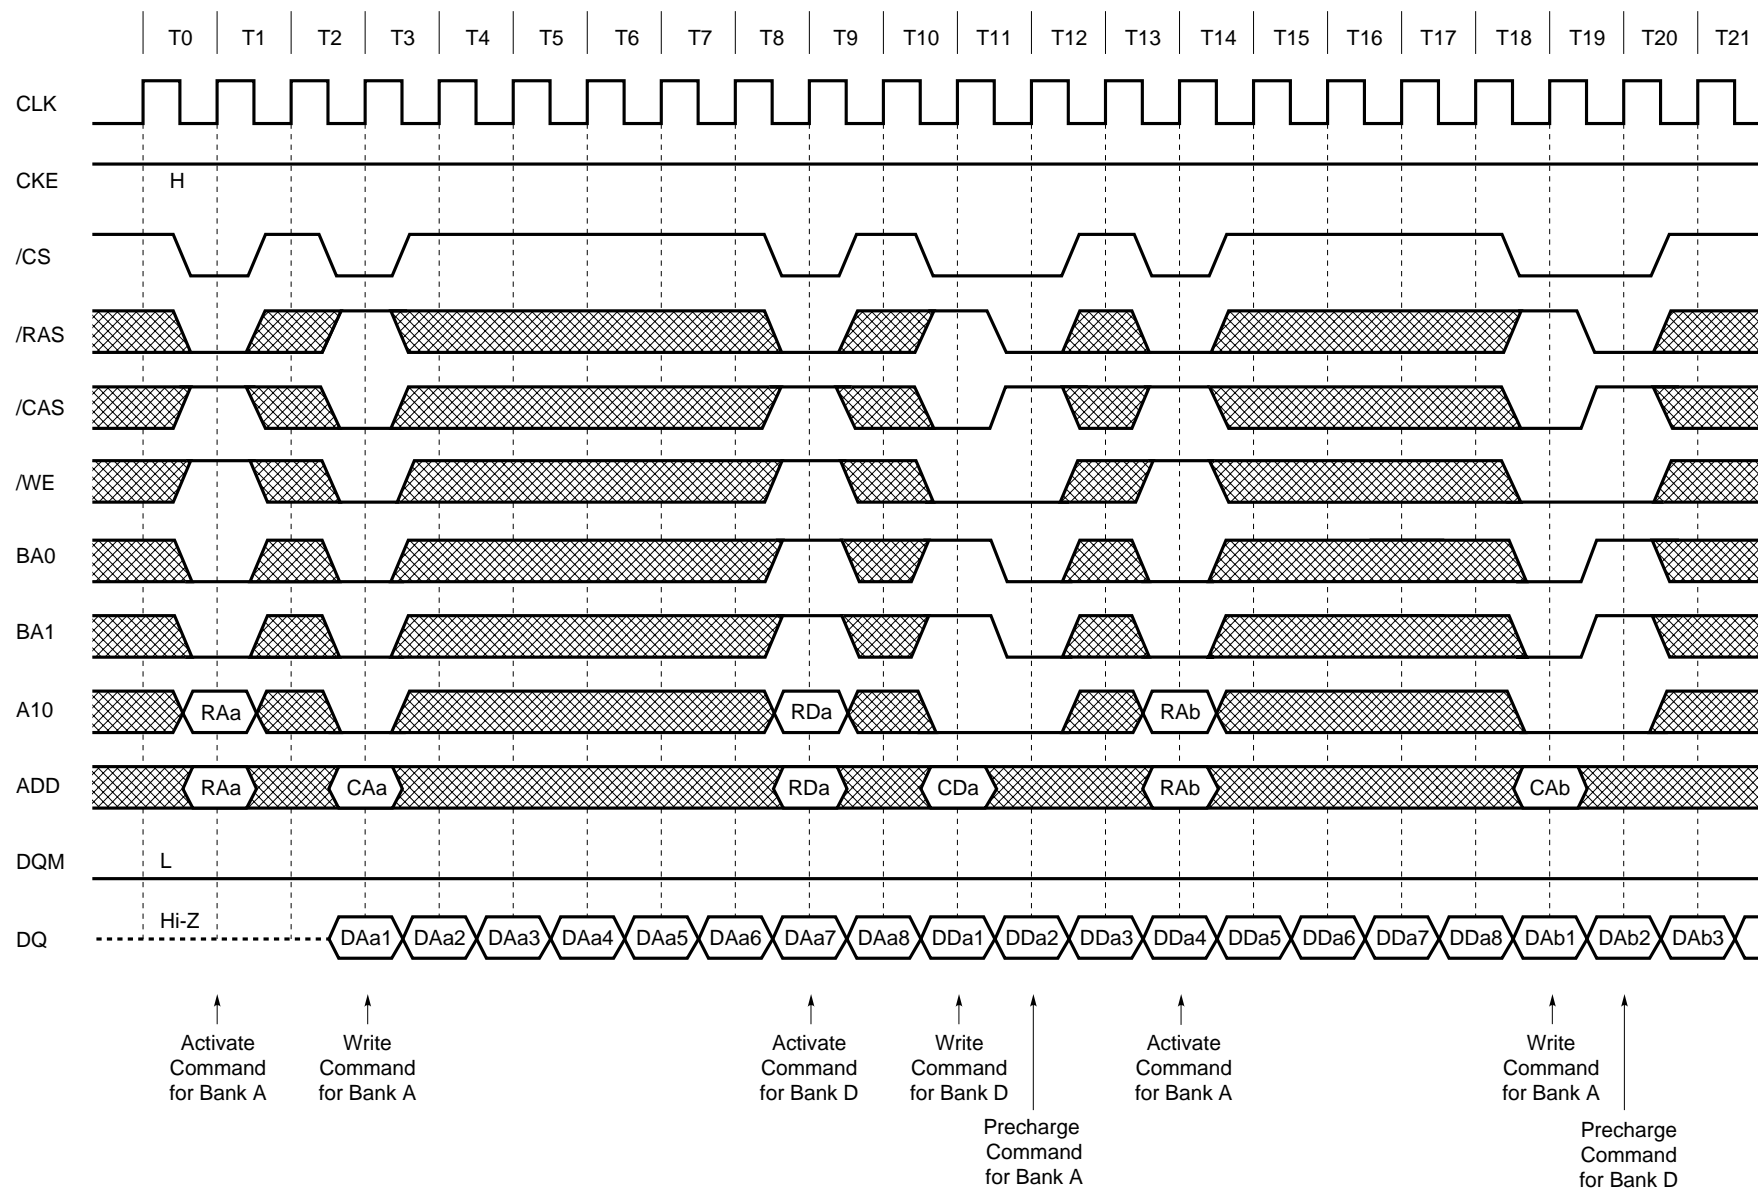 T0 T1 T2 T3 T4 T5 T6 T7 T8 T9 T10 T11 T12 T13 T14 T15 T16 T17 T18 T19 T20 T21
CLK
CKE H
/CS
/RAS
/CAS
/WE
BA0
BA1
A10 RAa RDa RAb
ADD RAa CAa RDa CDa RAb CAb
DQM L
DQ Hi-Z DAa1 DAa2 DAa3 DAa4 DAa5 DAa6 DAa7 DAa8 DDa1 DDa2 DDa3 DDa4 DDa5 DDa6 DDa7 DDa8 DAb1 DAb2 DAb3
Activate
Command
for Bank A
Write
Command
for Bank A
Activate
Command
for Bank D
Write
Command
for Bank D
Precharge
Command
for Bank A
Activate
Command
for Bank A
Write
Command
for Bank A
Precharge
Command
for Bank D